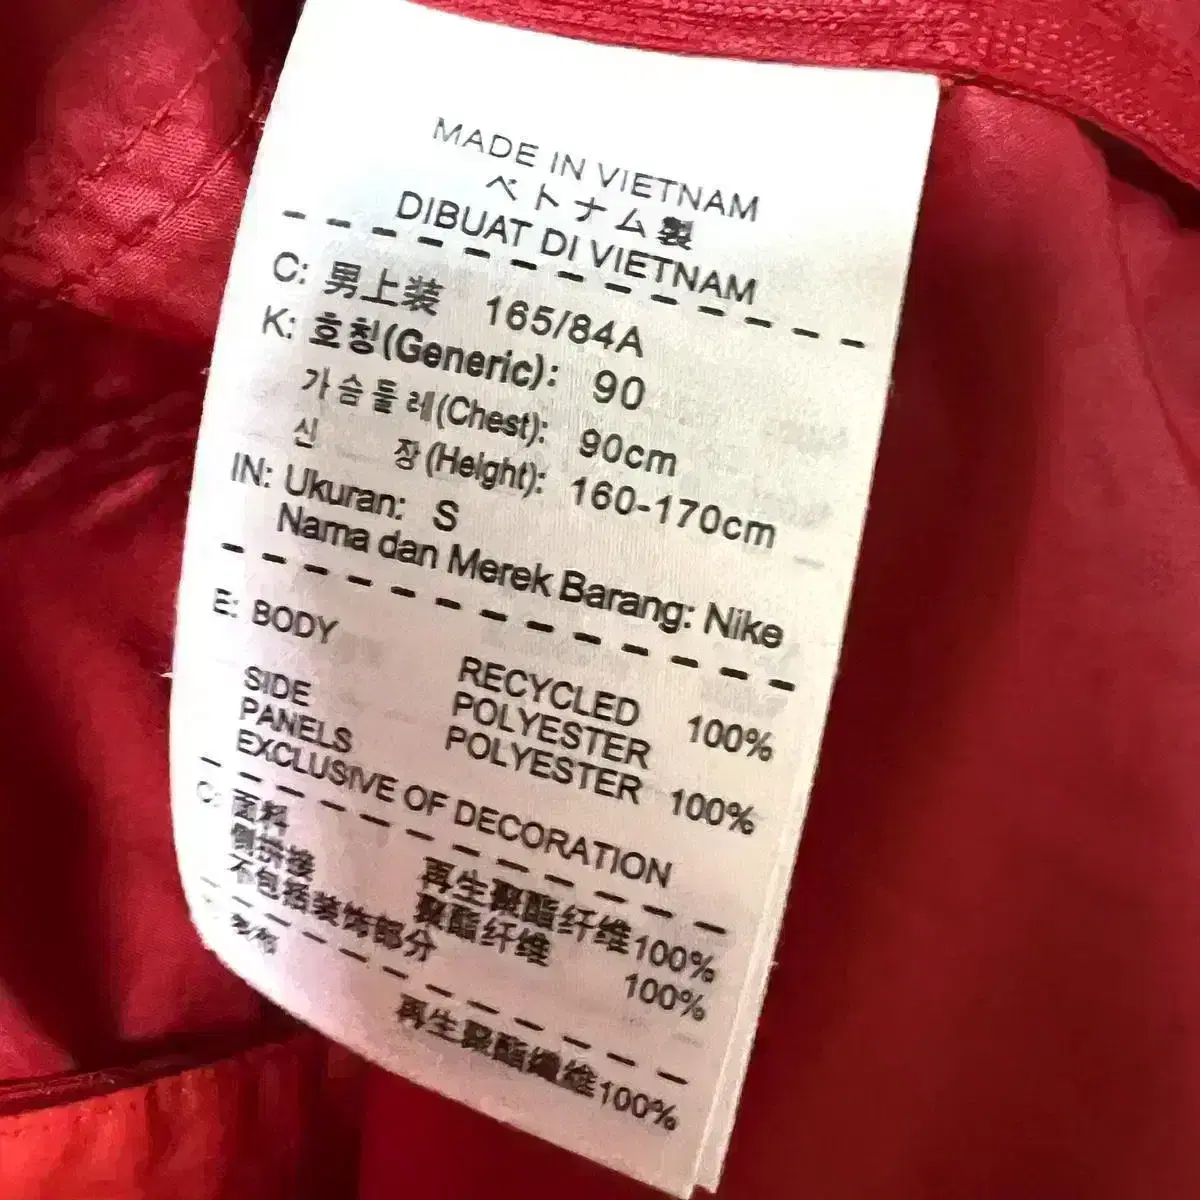 MADE IN VIETNAM
ベトナム製
DIBUAT DI VIETNAM
C: 男上装 165/84A
K: 호칭(Generic): 90
가슴둘레(Chest): 90cm
신 장(Height): 160-170cm
IN: Ukuran: S
Nama dan Merek Barang: Nike
E: BODY RECYCLED
POLYESTER 100%
SIDE POLYESTER 100%
PANELS
EXCLUSIVE OF DECORATION
C: 面料 再生聚酯纤维100%
侧拼接 聚酯纤维 100%
不包括装饰部分
再生聚酯纖維100%